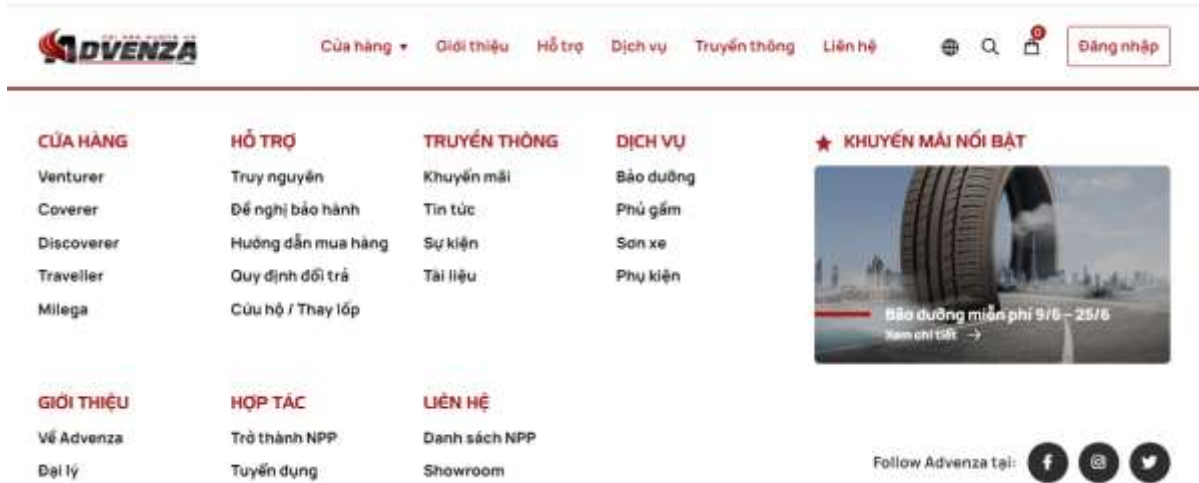 ADVENZA
Cửa hàng
Giới thiệu
Hỗ trợ
Dịch vụ
Truyền thông
Liên hệ
0
Đăng nhập
CỬA HÀNG
Venturer
Coverer
Discoverer
Traveller
Milega
HỖ TRỢ
Truy nguyên
Đề nghị bảo hành
Hướng dẫn mua hàng
Quy định đổi trả
Cứu hộ / Thay lốp
TRUYỀN THÔNG
Khuyến mãi
Tin tức
Sự kiện
Tài liệu
DỊCH VỤ
Bảo dưỡng
Phủ gầm
Sơn xe
Phụ kiện
KHUYẾN MÃI NỔI BẬT
Bảo dưỡng miễn phí 9/6 – 25/6
Xem chi tiết →
GIỚI THIỆU
Về Advenza
Đại lý
HỢP TÁC
Trở thành NPP
Tuyển dụng
LIÊN HỆ
Danh sách NPP
Showroom
Follow Advenza tại: